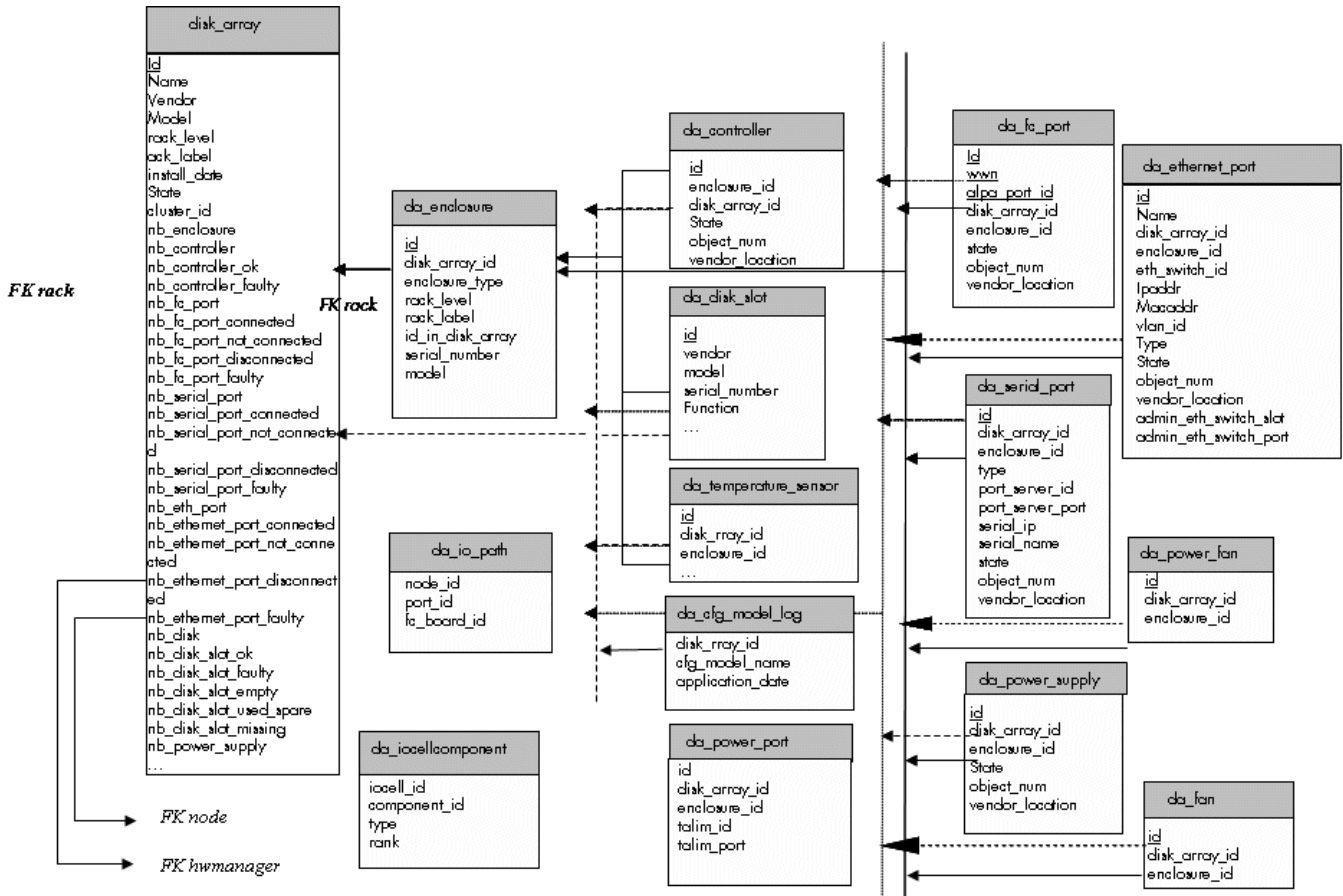 disk_array
Id
Name
Vendor
Model
rack_level
ack_label
install_date
State
cluster_id
nb_enclosure
nb_controller
nb_controller_ok
nb_controller_faulty
nb_fc_port
nb_fc_port_connected
nb_fc_port_not_connected
nb_fc_port_disconnected
nb_fc_port_faulty
nb_serial_port
nb_serial_port_connected
nb_serial_port_not_connecte
d
nb_serial_port_disconnected
nb_serial_port_faulty
nb_eth_port
nb_ethernet_port_connected
nb_ethernet_port_not_conne
cted
nb_ethernet_port_disconnect
ed
nb_ethernet_port_faulty
nb_disk
nb_disk_slot_ok
nb_disk_slot_faulty
nb_disk_slot_empty
nb_disk_slot_used_spare
nb_disk_slot_missing
nb_power_supply
...
FK rack
FK node
FK hwmanager
FK rack
da_enclosure
id
disk_array_id
enclosure_type
rack_level
rack_label
id_in_disk_array
serial_number
model
da_io_path
node_id
port_id
fc_board_id
da_iocellcomponent
iocell_id
component_id
type
rank
da_controller
id
enclosure_id
disk_array_id
State
object_num
vendor_location
da_disk_slot
id
vendor
model
serial_number
Function
...
da_temperature_sensor
id
disk_rray_id
enclosure_id
...
da_cfg_model_log
disk_rray_id
cfg_model_name
application_date
da_power_port
id
disk_array_id
enclosure_id
talim_id
talim_port
da_fc_port
Id
wwn
alpa_port_id
disk_array_id
enclosure_id
state
object_num
vendor_location
da_ethernet_port
id
Name
disk_array_id
enclosure_id
eth_switch_id
Ipaddr
Macaddr
vlan_id
Type
State
object_num
vendor_location
admin_eth_switch_slot
admin_eth_switch_port
da_serial_port
id
disk_array_id
enclosure_id
type
port_server_id
port_server_port
serial_ip
serial_name
state
object_num
vendor_location
da_power_fan
id
disk_array_id
enclosure_id
da_power_supply
id
disk_array_id
enclosure_id
State
object_num
vendor_location
da_fan
id
disk_array_id
enclosure_id